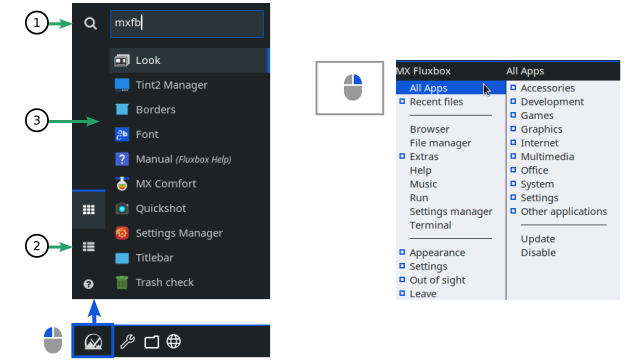 1
mxfb
Look
Tint2 Manager
Borders
3
Font
Manual (Fluxbox Help)
MX Comfort
Quickshot
Settings Manager
2
Titlebar
Trash check
MX Fluxbox
All Apps
Recent files
Browser
File manager
Extras
Help
Music
Run
Settings manager
Terminal
Appearance
Settings
Out of sight
Leave
All Apps
Accessories
Development
Games
Graphics
Internet
Multimedia
Office
System
Settings
Other applications
Update
Disable